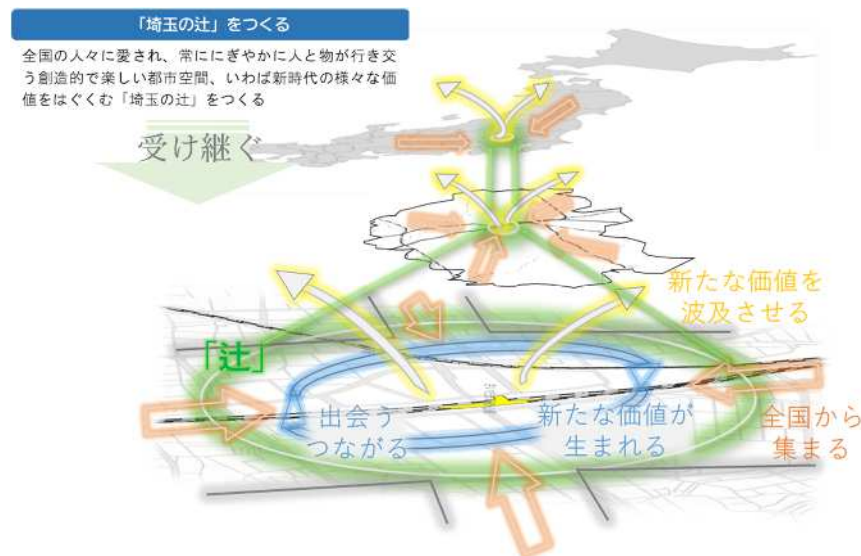 「埼玉の辻」をつくる
全国の人々に愛され、常ににぎやかに人と物が行き交
う創造的で楽しい都市空間、いわば新時代の様々な価
値をはぐくむ「埼玉の辻」をつくる
受け継ぐ
新たな価値を
波及させる
「辻」
出会う
つながる
新たな価値が
生まれる
全国から
集まる